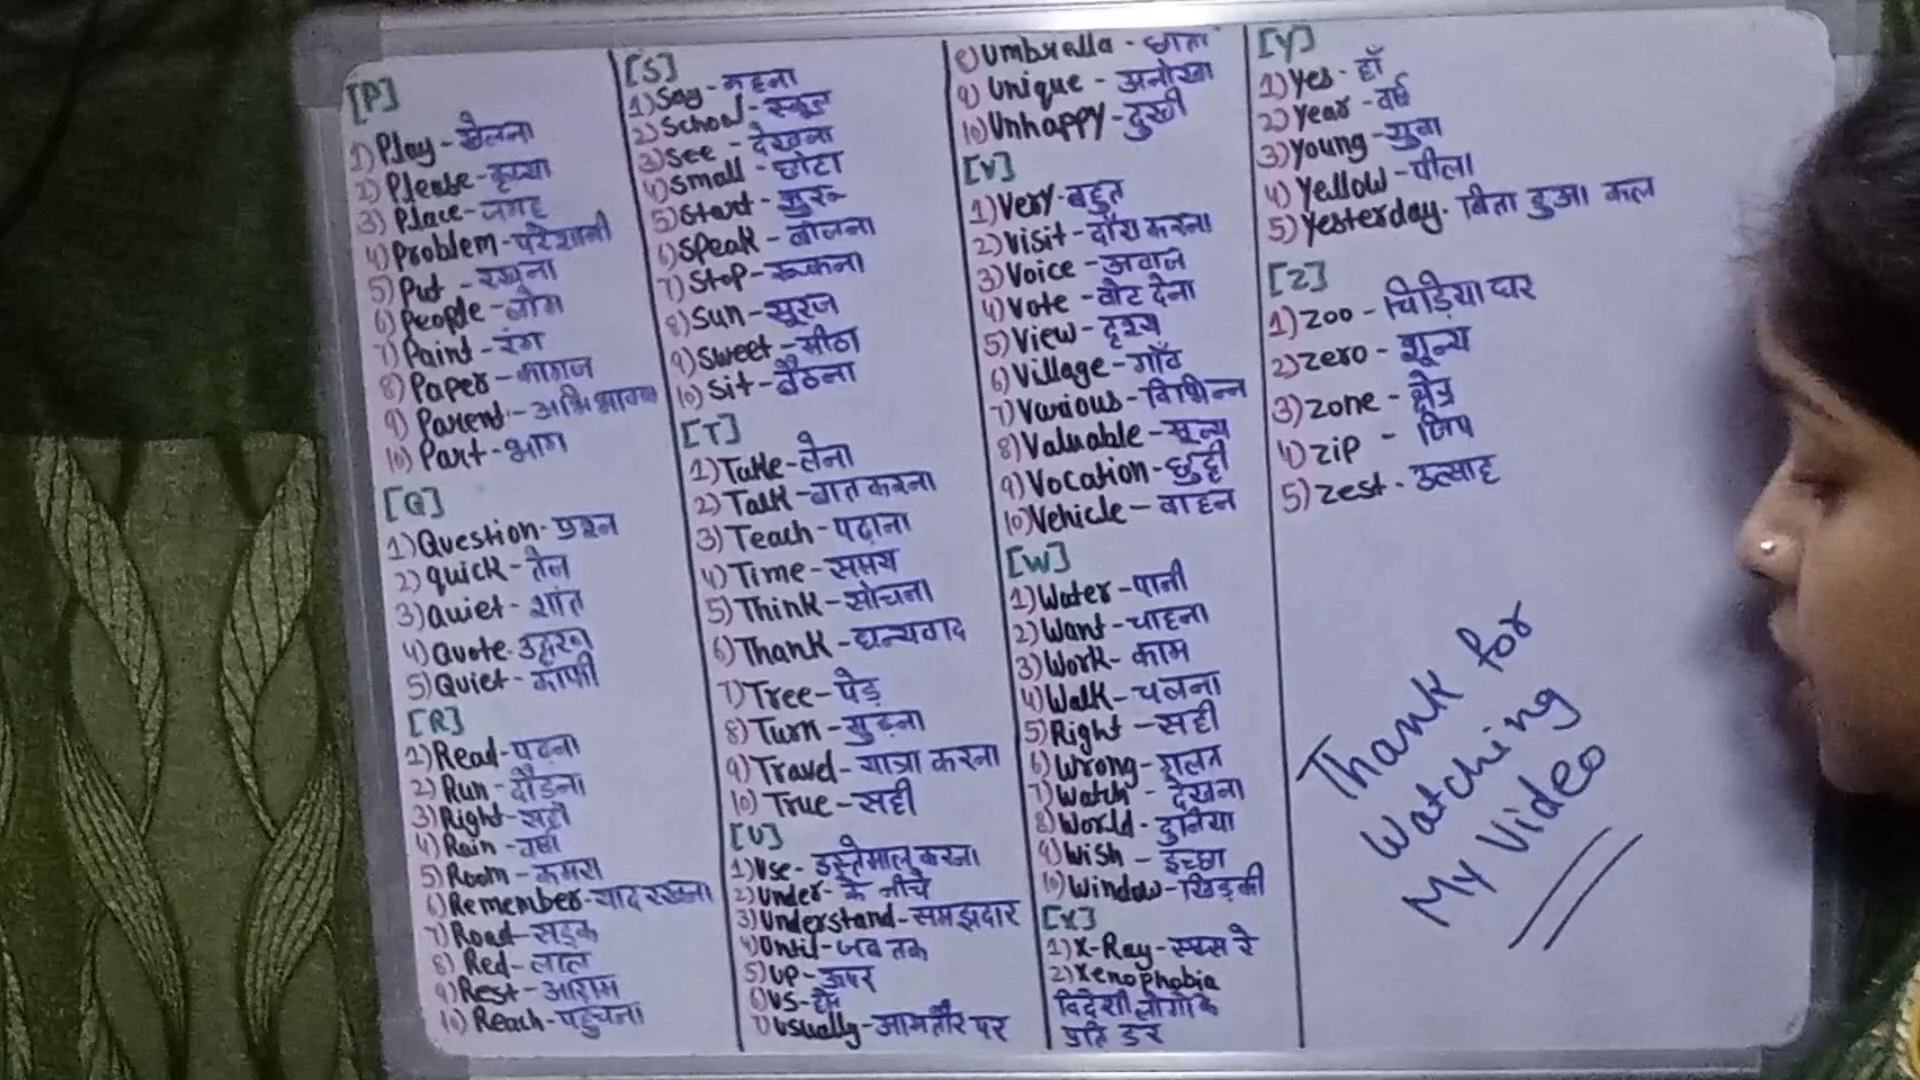 [P]
1) Play - खेलना
2) Please - कृप्या
3) Place - जगह
4) Problem - परेशानी
5) Put - रखना
6) People - लोग
7) Paint - रंग
8) Paper - कागज
9) Parent - अभिभावक
10) Part - भाग
[Q]
1) Question - प्रश्न
2) quick - तेज
3) Quiet - शांत
4) Quote -
5) Quiet - काफी
[R]
1) Read - पढ़ना
2) Run - दौड़ना
3) Right - सही
4) Rain - वर्षा
5) Room - कमरा
6) Remember - याद रखना
7) Road - सड़क
8) Red - लाल
9) Rest - आराम
10) Reach - पहुचना
[S]
1) Say - कहना
2) School - स्कूल
3) See - देखना
4) Small - छोटा
5) Start - शुरू
6) Speak - बोलना
7) Stop - रूकना
8) Sun - सूरज
9) Sweet - मीठा
10) Sit - बैठना
[T]
1) Take - लेना
2) Talk - बात करना
3) Teach - पढ़ाना
4) Time - समय
5) Think - सोचना
6) Thank - धन्यवाद
7) Tree - पेड़
8) Turn - मुड़ना
9) Travel - यात्रा करना
10) True - सही
[U]
1) Use - इस्तेमाल करना
2) Under - के नीचे
3) Understand - समझदार
4) Until - जब तक
5) UP - ऊपर
6) US - हम
7) Usually - आमतौर पर
8) Umbrella - छाता
9) Unique - अनोखा
10) Unhappy - दुखी
[V]
1) Very - बहुत
2) Visit - दौरा करना
3) Voice - अवाज
4) Vote - वोट देना
5) View - दृश्य
6) Village - गाँव
7) Various - विभिन्न
8) Valuable - मूल्य
9) Vocation - छुट्टी
10) Vehicle - वाहन
[W]
1) Water - पानी
2) Want - चाहना
3) Work - काम
4) Walk - चलना
5) Right - सही
6) Wrong - गलत
7) Watch - देखना
8) World - दुनिया
9) Wish - इच्छा
10) Window - खिड़की
[X]
1) X-Ray - एक्स रे
2) Xenophobia
विदेशी लोगो के
प्रति डर
[Y]
1) Yes - हाँ
2) Year - वर्ष
3) Young - युवा
4) Yellow - पीला
5) Yesterday - बिता हुआ कल
[Z]
1) Zoo - चिड़िया घर
2) Zero - शून्य
3) Zone - क्षेत्र
4) Zip - जिप
5) Zest - उत्साह
Thank for
Watching
My Video